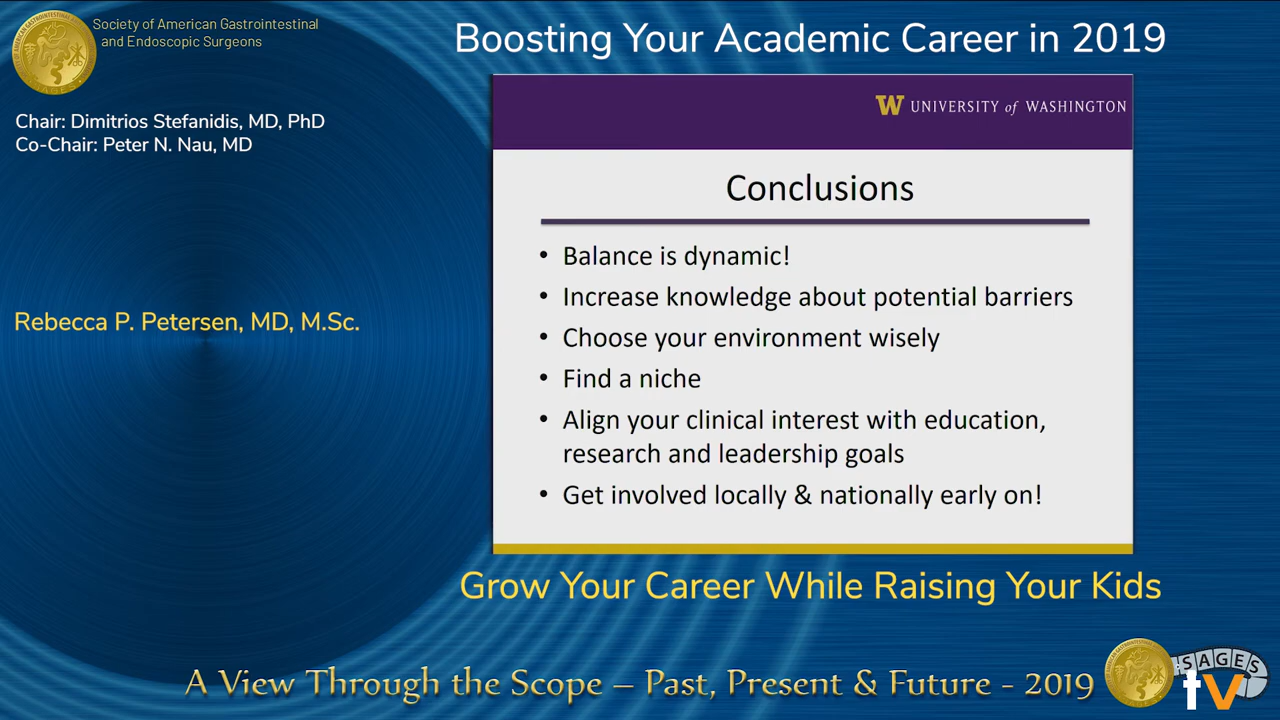 Society of American Gastrointestinal
and Endoscopic Surgeons
Boosting Your Academic Career in 2019
Chair: Dimitrios Stefanidis, MD, PhD
Co-Chair: Peter N. Nau, MD
Rebecca P. Petersen, MD, M.Sc.
W UNIVERSITY of WASHINGTON
Conclusions
• Balance is dynamic!
• Increase knowledge about potential barriers
• Choose your environment wisely
• Find a niche
• Align your clinical interest with education,
research and leadership goals
• Get involved locally & nationally early on!
Grow Your Career While Raising Your Kids
A View Through the Scope – Past, Present & Future - 2019
SAGES
tv